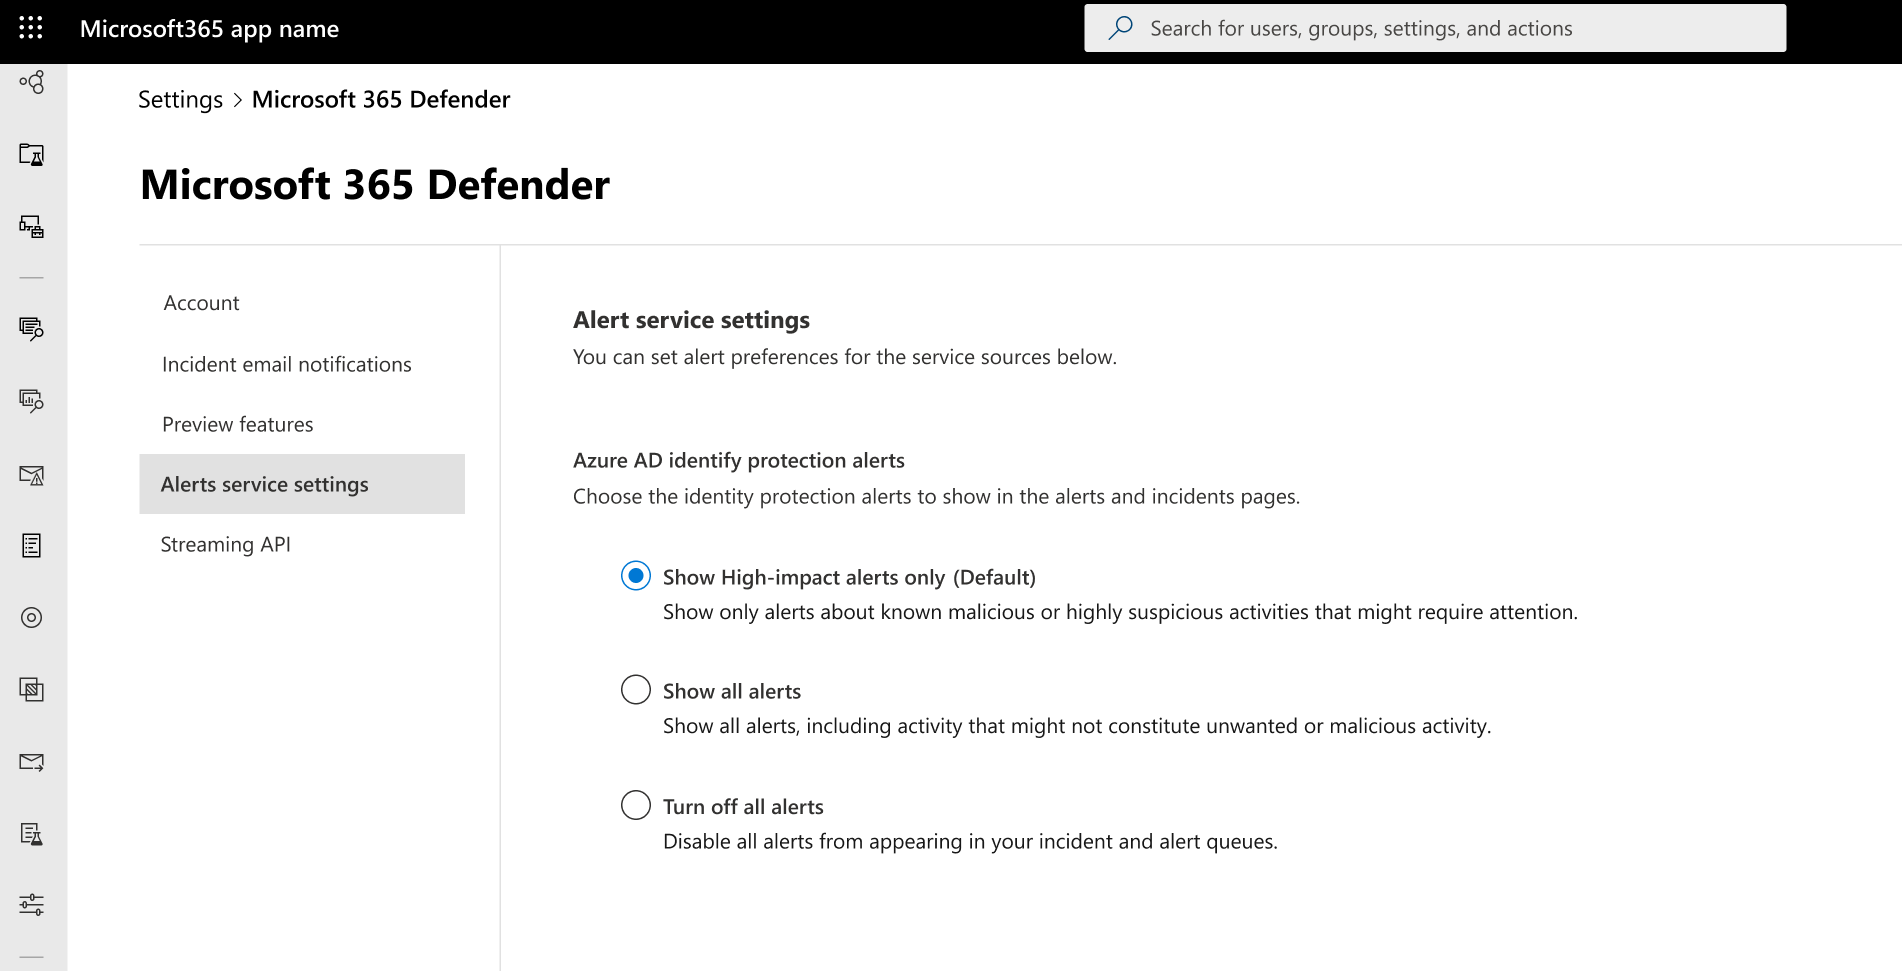 Microsoft365 app name
Search for users, groups, settings, and actions
Settings > Microsoft 365 Defender
Microsoft 365 Defender
Account
Incident email notifications
Preview features
Alerts service settings
Streaming API
Alert service settings
You can set alert preferences for the service sources below.
Azure AD identify protection alerts
Choose the identity protection alerts to show in the alerts and incidents pages.
Show High-impact alerts only (Default)
Show only alerts about known malicious or highly suspicious activities that might require attention.
Show all alerts
Show all alerts, including activity that might not constitute unwanted or malicious activity.
Turn off all alerts
Disable all alerts from appearing in your incident and alert queues.